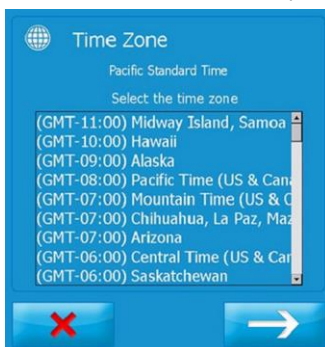 Time Zone
Pacific Standard Time
Select the time zone
(GMT-11:00) Midway Island, Samoa
(GMT-10:00) Hawaii
(GMT-09:00) Alaska
(GMT-08:00) Pacific Time (US & Can
(GMT-07:00) Mountain Time (US & C
(GMT-07:00) Chihuahua, La Paz, Maz
(GMT-07:00) Arizona
(GMT-06:00) Central Time (US & Can
(GMT-06:00) Saskatchewan